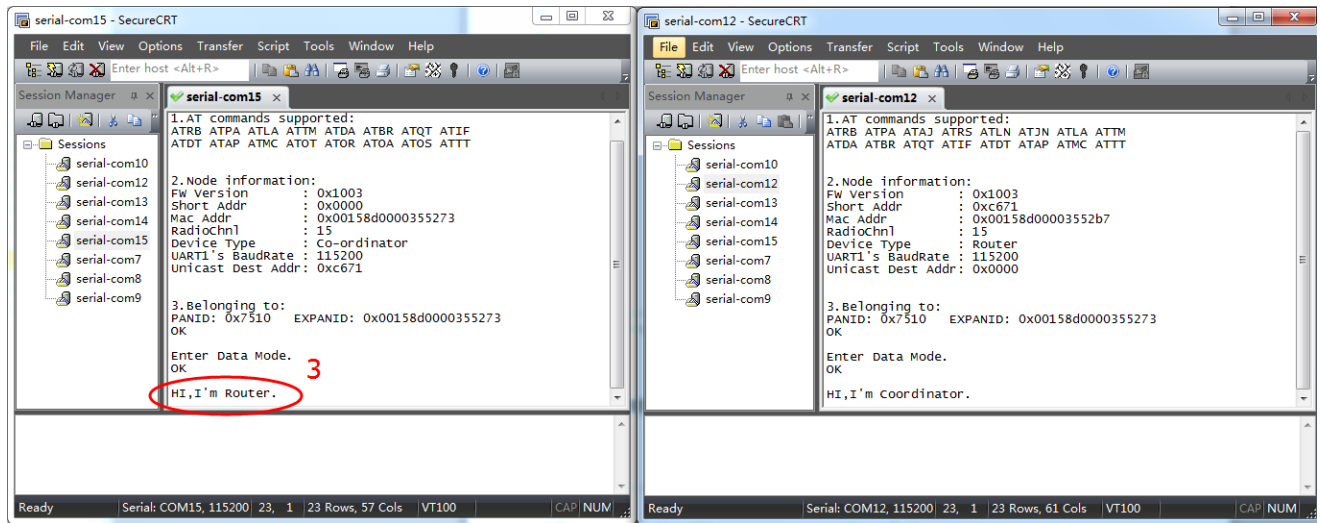 serial-com15 - SecureCRT
File Edit View Options Transfer Script Tools Window Help
Enter host <Alt+R>
Session Manager
serial-com15
Sessions
serial-com10
serial-com12
serial-com13
serial-com14
serial-com15
serial-com7
serial-com8
serial-com9
1.AT commands supported:
ATRB ATPA ATLA ATTM ATDA ATBR ATQT ATIF
ATDT ATAP ATMC ATOT ATOR ATOA ATOS ATTT
2.Node information:
FW Version : 0x1003
Short Addr : 0x0000
Mac Addr : 0x00158d0000355273
RadioChnl : 15
Device Type : Co-ordinator
UART1's BaudRate : 115200
Unicast Dest Addr: 0xc671
3.Belonging to:
PANID: 0x7510 EXPANID: 0x00158d0000355273
OK
Enter Data Mode.
OK
3
HI,I'm Router.
Ready Serial: COM15, 115200 23, 1 23 Rows, 57 Cols VT100 CAP NUM
serial-com12 - SecureCRT
File Edit View Options Transfer Script Tools Window Help
Enter host <Alt+R>
Session Manager
serial-com12
Sessions
serial-com10
serial-com12
serial-com13
serial-com14
serial-com15
serial-com7
serial-com8
serial-com9
1.AT commands supported:
ATRB ATPA ATAJ ATRS ATLN ATJN ATLA ATTM
ATDA ATBR ATQT ATIF ATDT ATAP ATMC ATTT
2.Node information:
FW Version : 0x1003
Short Addr : 0xc671
Mac Addr : 0x00158d00003552b7
RadioChnl : 15
Device Type : Router
UART1's BaudRate : 115200
Unicast Dest Addr: 0x0000
3.Belonging to:
PANID: 0x7510 EXPANID: 0x00158d0000355273
OK
Enter Data Mode.
OK
HI,I'm Coordinator.
Ready Serial: COM12, 115200 23, 1 23 Rows, 61 Cols VT100 CAP NUM